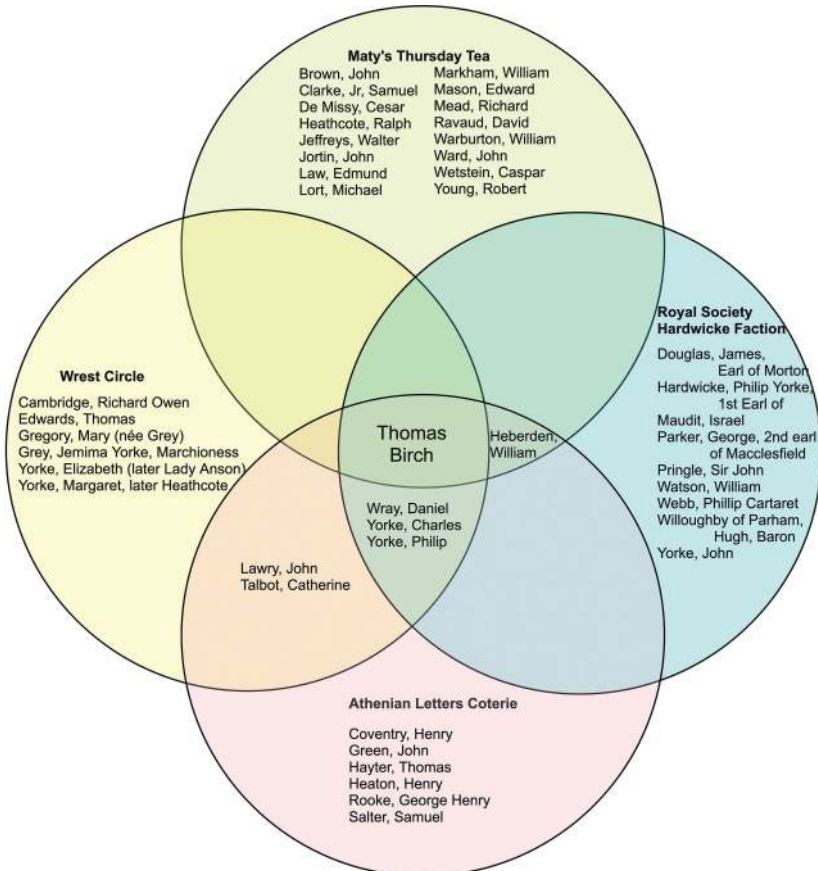 Maty's Thursday Tea
Brown, John
Clarke, Jr, Samuel
De Missy, Cesar
Heathcote, Ralph
Jeffreys, Walter
Jortin, John
Law, Edmund
Lort, Michael
Markham, William
Mason, Edward
Mead, Richard
Ravaud, David
Warburton, William
Ward, John
Wetstein, Caspar
Young, Robert
Wrest Circle
Cambridge, Richard Owen
Edwards, Thomas
Gregory, Mary (née Grey)
Grey, Jemima Yorke, Marchioness
Yorke, Elizabeth (later Lady Anson)
Yorke, Margaret, later Heathcote
Thomas
Birch
Heberden,
William
Royal Society
Hardwicke Faction
Douglas, James,
Earl of Morton
Hardwicke, Philip Yorke,
1st Earl of
Maudit, Israel
Parker, George, 2nd earl
of Macclesfield
Pringle, Sir John
Watson, William
Webb, Phillip Cartaret
Willoughby of Parham,
Hugh, Baron
Yorke, John
Wray, Daniel
Yorke, Charles
Yorke, Philip
Lawry, John
Talbot, Catherine
Athenian Letters Coterie
Coventry, Henry
Green, John
Hayter, Thomas
Heaton, Henry
Rooke, George Henry
Salter, Samuel